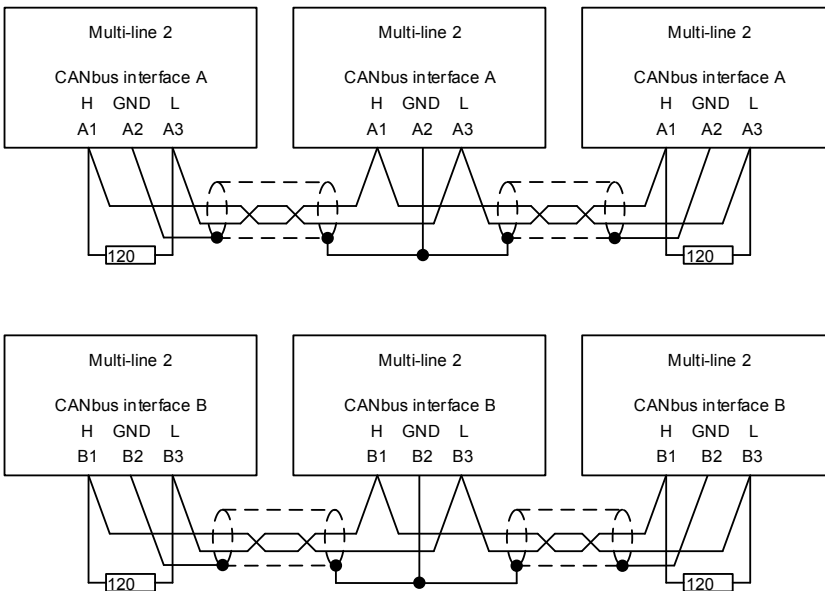 Multi-line 2 Multi-line 2 Multi-line 2
CANbus interface A CANbus interface A CANbus interface A
H GND L H GND L H GND L
A1 A2 A3 A1 A2 A3 A1 A2 A3
120 120
Multi-line 2 Multi-line 2 Multi-line 2
CANbus interface B CANbus interface B CANbus interface B
H GND L H GND L H GND L
B1 B2 B3 B1 B2 B3 B1 B2 B3
120 120